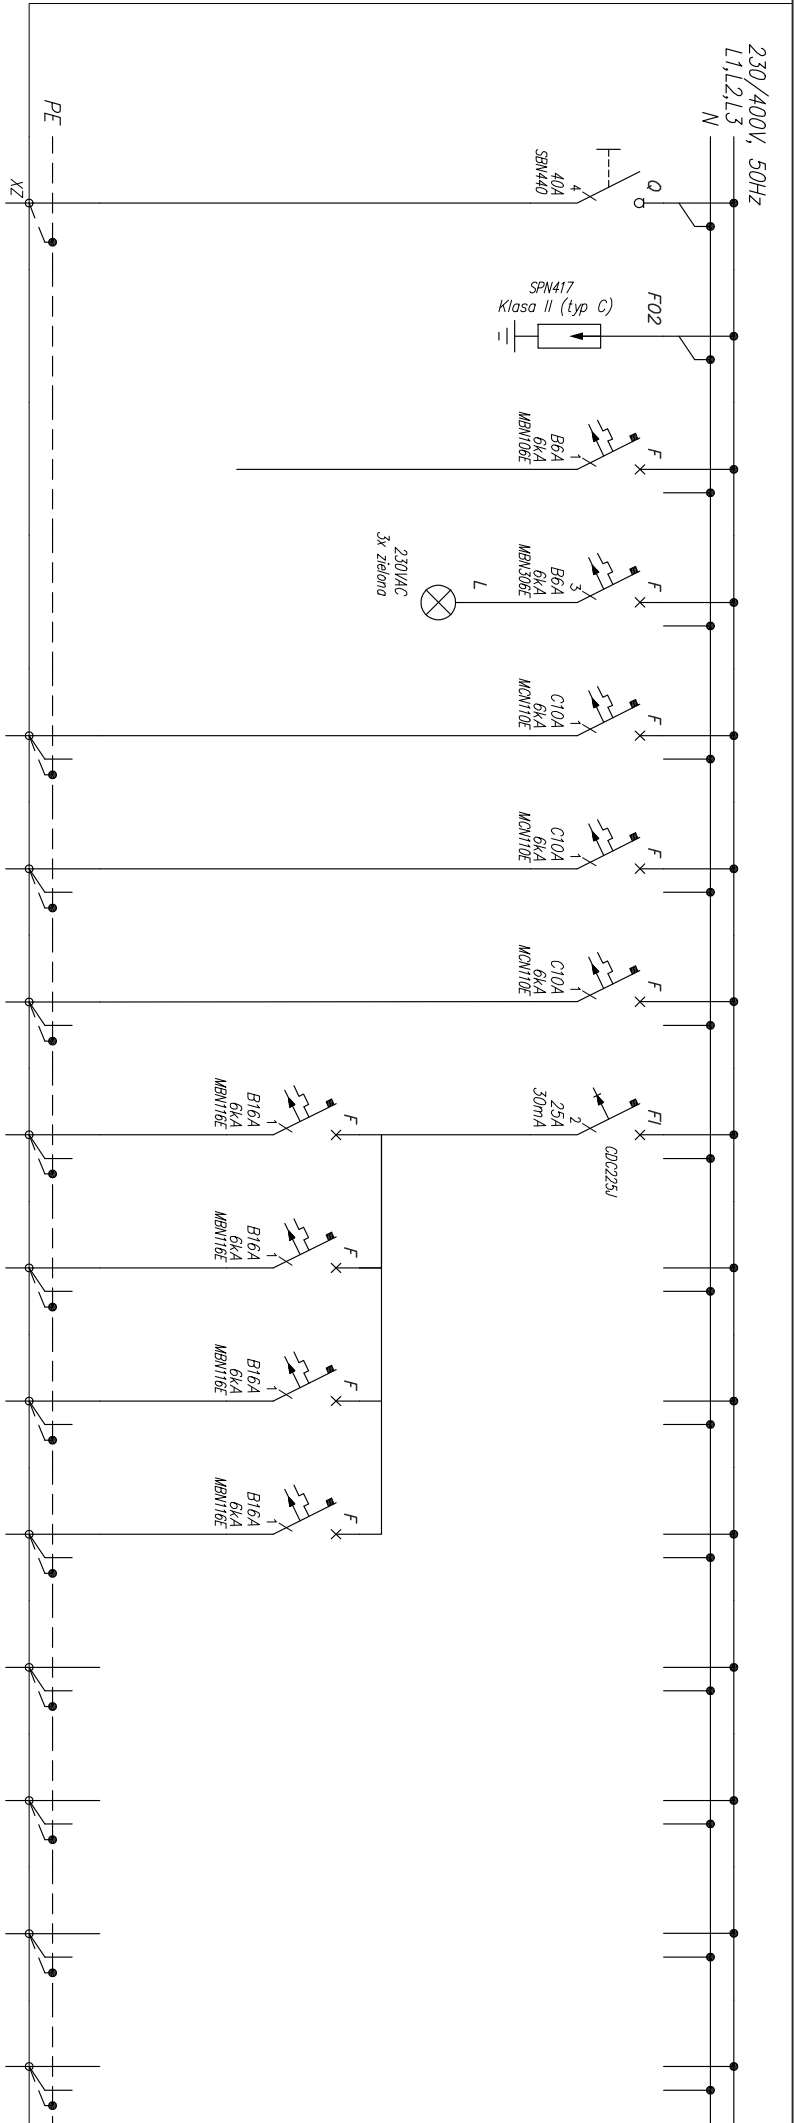 230/400V, 50Hz
L1,L2,L3
N
PE
XZ
Q
4
40A
SBN440
F02
SPN417
Klasa II (typ C)
F
1
B6A
6kA
MBN106E
F
3
B6A
6kA
MBN306E
L
230VAC
3x zielona
F
1
C10A
6kA
MCN110E
F
1
C10A
6kA
MCN110E
F
1
C10A
6kA
MCN110E
FI
CDC225J
2
25A
30mA
F
1
B16A
6kA
MBN116E
F
1
B16A
6kA
MBN116E
F
1
B16A
6kA
MBN116E
F
1
B16A
6kA
MBN116E